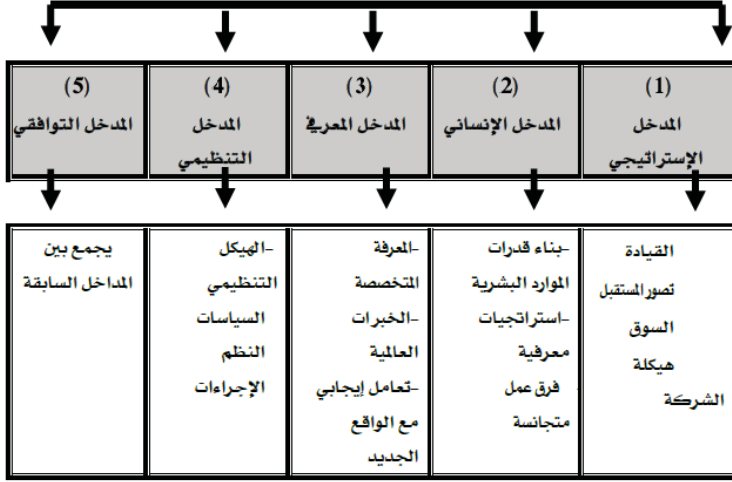 (1)
المدخل
الإستراتيجي
(2)
المدخل الإنساني
(3)
المدخل المعرفي
(4)
المدخل
التنظيمي
(5)
المدخل التوافقي
القيادة
تصور المستقبل
السوق
هيكلة
الشركة
-بناء قدرات
الموارد البشرية
-استراتجيات
معرفية
فرق عمل
متجانسة
-المعرفة
المتخصصة
-الخبرات
العالمية
-تعامل إيجابي
مع الواقع
الجديد
-الهيكل
التنظيمي
السياسات
النظم
الإجراءات
يجمع بين
المداخل السابقة